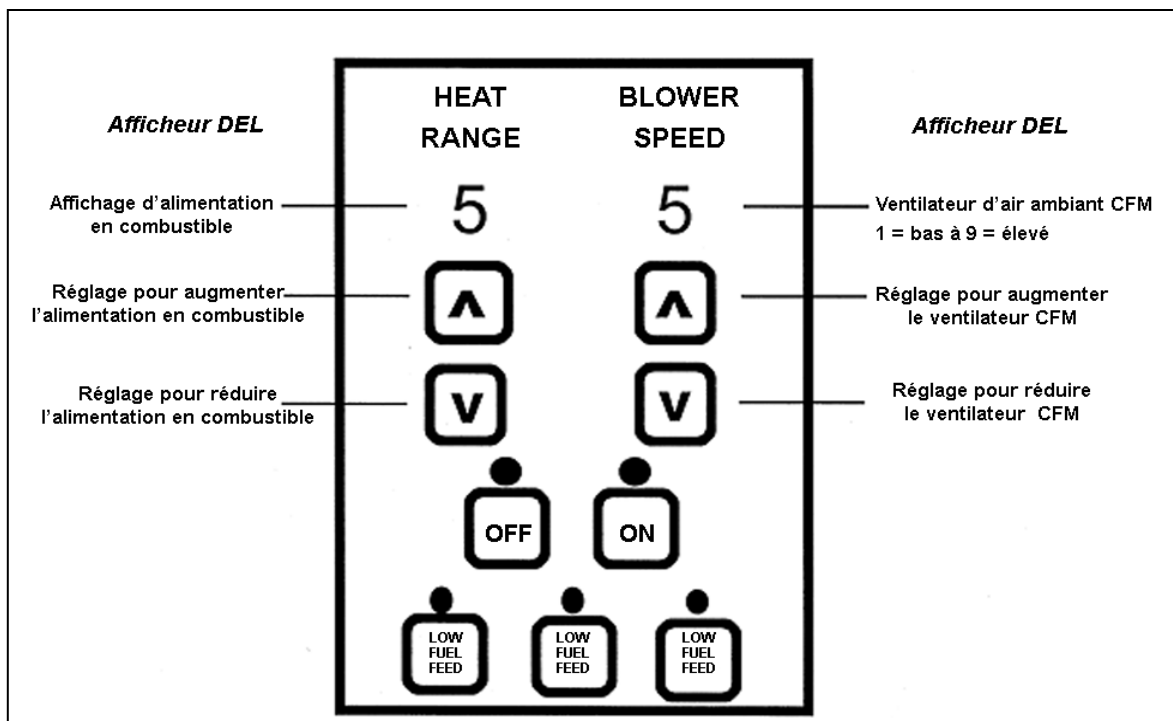 HEAT
RANGE
BLOWER
SPEED
Afficheur DEL
Afficheur DEL
Affichage d'alimentation
en combustible
5
5
Ventilateur d'air ambiant CFM
1 = bas à 9 = élevé
Réglage pour augmenter
l'alimentation en combustible
ʌ
ʌ
Réglage pour augmenter
le ventilateur CFM
Réglage pour réduire
l'alimentation en combustible
v
v
Réglage pour réduire
le ventilateur CFM
OFF
ON
LOW
FUEL
FEED
LOW
FUEL
FEED
LOW
FUEL
FEED